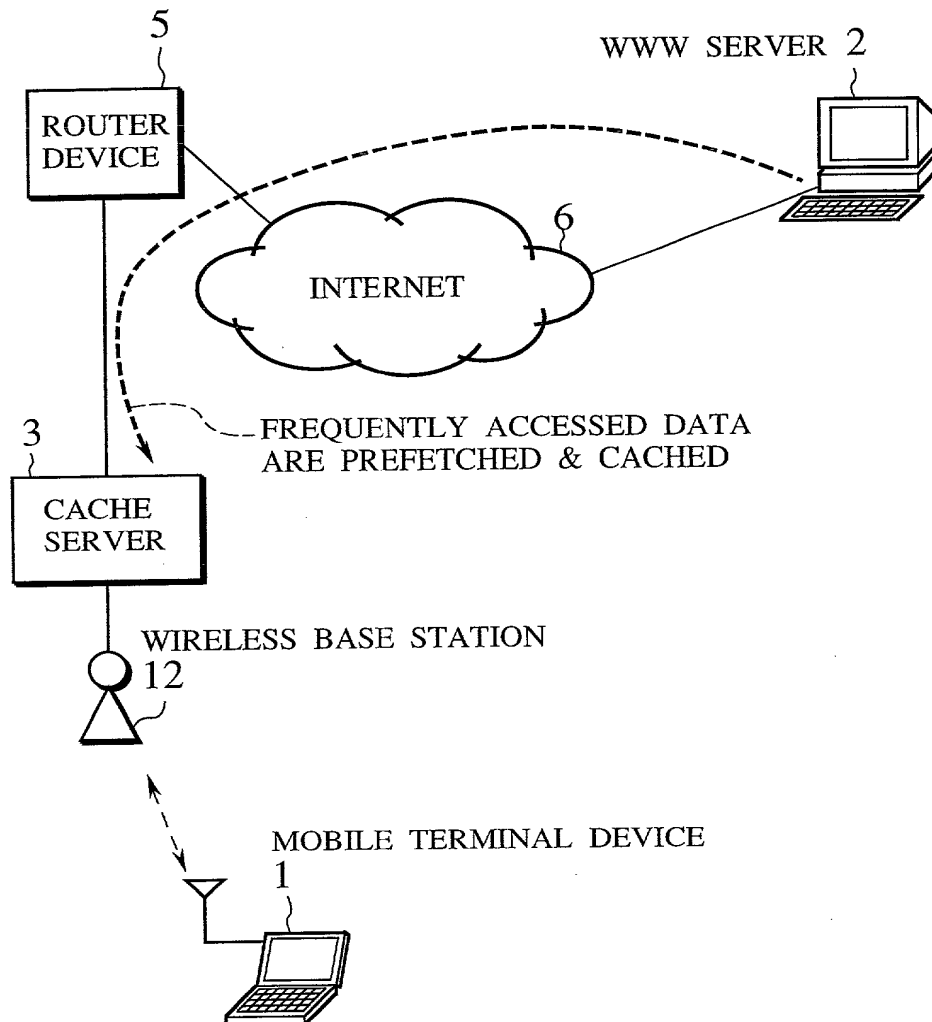 5
WWW SERVER 2
ROUTER
DEVICE
6
INTERNET
FREQUENTLY ACCESSED DATA
ARE PREFETCHED & CACHED
3
CACHE
SERVER
WIRELESS BASE STATION
12
MOBILE TERMINAL DEVICE
1